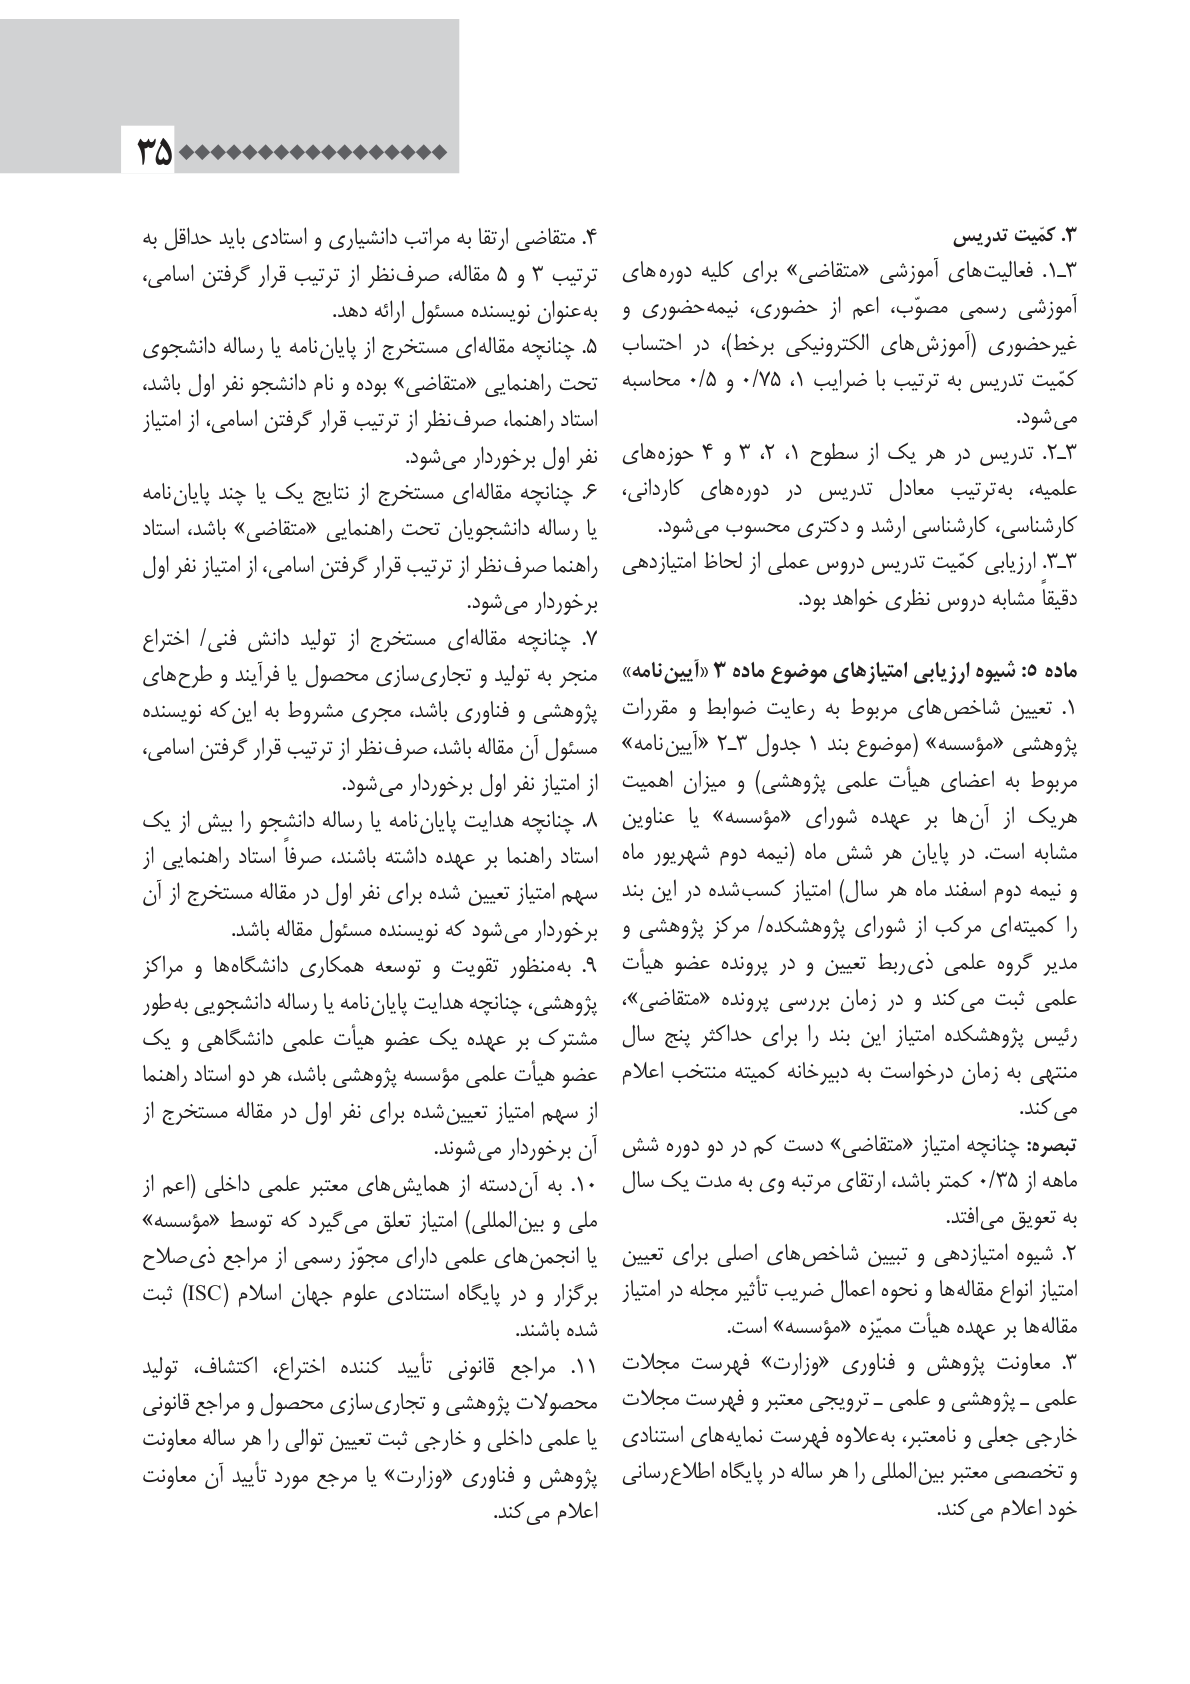 ۳۵
۳. کمّیت تدریس
۳ـ۱. فعالیت‌های آموزشی «متقاضی» برای کلیه دوره‌های
آموزشی رسمی مصوّب، اعم از حضوری، نیمه‌حضوری و
غیرحضوری (آموزش‌های الکترونیکی برخط)، در احتساب
کمّیت تدریس به ترتیب با ضرایب ۱، ۰/۷۵ و ۰/۵ محاسبه
می‌شود.
۳ـ۲. تدریس در هر یک از سطوح ۱، ۲، ۳ و ۴ حوزه‌های
علمیه، به‌ترتیب معادل تدریس در دوره‌های کاردانی،
کارشناسی، کارشناسی ارشد و دکتری محسوب می‌شود.
۳ـ۳. ارزیابی کمّیت تدریس دروس عملی از لحاظ امتیازدهی
دقیقاً مشابه دروس نظری خواهد بود.
ماده ۵: شیوه ارزیابی امتیازهای موضوع ماده ۳ «آیین‌نامه»
۱. تعیین شاخص‌های مربوط به رعایت ضوابط و مقررات
پژوهشی «مؤسسه» (موضوع بند ۱ جدول ۳ـ۲ «آیین‌نامه»
مربوط به اعضای هیأت علمی پژوهشی) و میزان اهمیت
هریک از آن‌ها بر عهده شورای «مؤسسه» یا عناوین
مشابه است. در پایان هر شش ماه (نیمه دوم شهریور ماه
و نیمه دوم اسفند ماه هر سال) امتیاز کسب‌شده در این بند
را کمیته‌ای مرکب از شورای پژوهشکده/ مرکز پژوهشی و
مدیر گروه علمی ذی‌ربط تعیین و در پرونده عضو هیأت
علمی ثبت می‌کند و در زمان بررسی پرونده «متقاضی»،
رئیس پژوهشکده امتیاز این بند را برای حداکثر پنج سال
منتهی به زمان درخواست به دبیرخانه کمیته منتخب اعلام
می‌کند.
تبصره: چنانچه امتیاز «متقاضی» دست کم در دو دوره شش
ماهه از ۰/۳۵ کمتر باشد، ارتقای مرتبه وی به مدت یک سال
به تعویق می‌افتد.
۲. شیوه امتیازدهی و تبیین شاخص‌های اصلی برای تعیین
امتیاز انواع مقاله‌ها و نحوه اعمال ضریب تأثیر مجله در امتیاز
مقاله‌ها بر عهده هیأت ممیّزه «مؤسسه» است.
۳. معاونت پژوهش و فناوری «وزارت» فهرست مجلات
علمی ـ پژوهشی و علمی ـ ترویجی معتبر و فهرست مجلات
خارجی جعلی و نامعتبر، به‌علاوه فهرست نمایه‌های استنادی
و تخصصی معتبر بین‌المللی را هر ساله در پایگاه اطلاع‌رسانی
خود اعلام می‌کند.
۴. متقاضی ارتقا به مراتب دانشیاری و استادی باید حداقل به
ترتیب ۳ و ۵ مقاله، صرف‌نظر از ترتیب قرار گرفتن اسامی،
به‌عنوان نویسنده مسئول ارائه دهد.
۵. چنانچه مقاله‌ای مستخرج از پایان‌نامه یا رساله دانشجوی
تحت راهنمایی «متقاضی» بوده و نام دانشجو نفر اول باشد،
استاد راهنما، صرف‌نظر از ترتیب قرار گرفتن اسامی، از امتیاز
نفر اول برخوردار می‌شود.
۶. چنانچه مقاله‌ای مستخرج از نتایج یک یا چند پایان‌نامه
یا رساله دانشجویان تحت راهنمایی «متقاضی» باشد، استاد
راهنما صرف‌نظر از ترتیب قرار گرفتن اسامی، از امتیاز نفر اول
برخوردار می‌شود.
۷. چنانچه مقاله‌ای مستخرج از تولید دانش فنی/ اختراع
منجر به تولید و تجاری‌سازی محصول یا فرآیند و طرح‌های
پژوهشی و فناوری باشد، مجری مشروط به این‌که نویسنده
مسئول آن مقاله باشد، صرف‌نظر از ترتیب قرار گرفتن اسامی،
از امتیاز نفر اول برخوردار می‌شود.
۸. چنانچه هدایت پایان‌نامه یا رساله دانشجو را بیش از یک
استاد راهنما بر عهده داشته باشند، صرفاً استاد راهنمایی از
سهم امتیاز تعیین شده برای نفر اول در مقاله مستخرج از آن
برخوردار می‌شود که نویسنده مسئول مقاله باشد.
۹. به‌منظور تقویت و توسعه همکاری دانشگاه‌ها و مراکز
پژوهشی، چنانچه هدایت پایان‌نامه یا رساله دانشجویی به‌طور
مشترک بر عهده یک عضو هیأت علمی دانشگاهی و یک
عضو هیأت علمی مؤسسه پژوهشی باشد، هر دو استاد راهنما
از سهم امتیاز تعیین‌شده برای نفر اول در مقاله مستخرج از
آن برخوردار می‌شوند.
۱۰. به آن‌دسته از همایش‌های معتبر علمی داخلی (اعم از
ملی و بین‌المللی) امتیاز تعلق می‌گیرد که توسط «مؤسسه»
یا انجمن‌های علمی دارای مجوّز رسمی از مراجع ذی‌صلاح
برگزار و در پایگاه استنادی علوم جهان اسلام (ISC) ثبت
شده باشند.
۱۱. مراجع قانونی تأیید کننده اختراع، اکتشاف، تولید
محصولات پژوهشی و تجاری‌سازی محصول و مراجع قانونی
یا علمی داخلی و خارجی ثبت تعیین توالی را هر ساله معاونت
پژوهش و فناوری «وزارت» یا مرجع مورد تأیید آن معاونت
اعلام می‌کند.